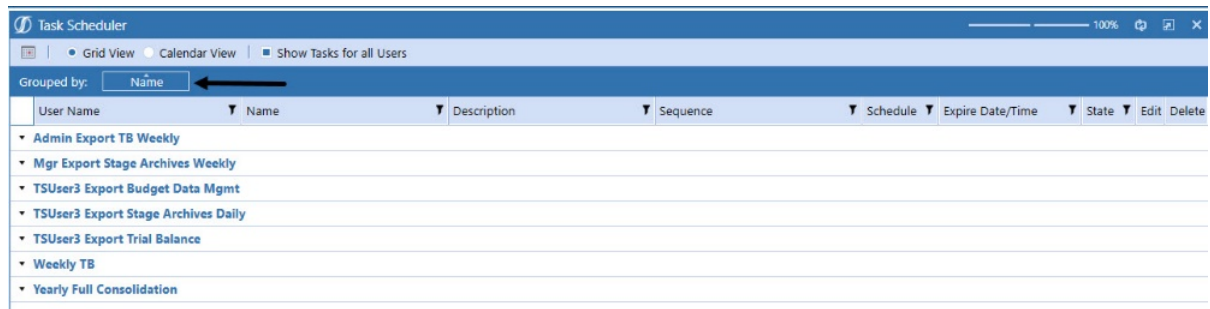 Task Scheduler 100%
Grid View Calendar View Show Tasks for all Users
Grouped by: Name
User Name Name Description Sequence Schedule Expire Date/Time State Edit Delete
Admin Export TB Weekly
Mgr Export Stage Archives Weekly
TSUser3 Export Budget Data Mgmt
TSUser3 Export Stage Archives Daily
TSUser3 Export Trial Balance
Weekly TB
Yearly Full Consolidation